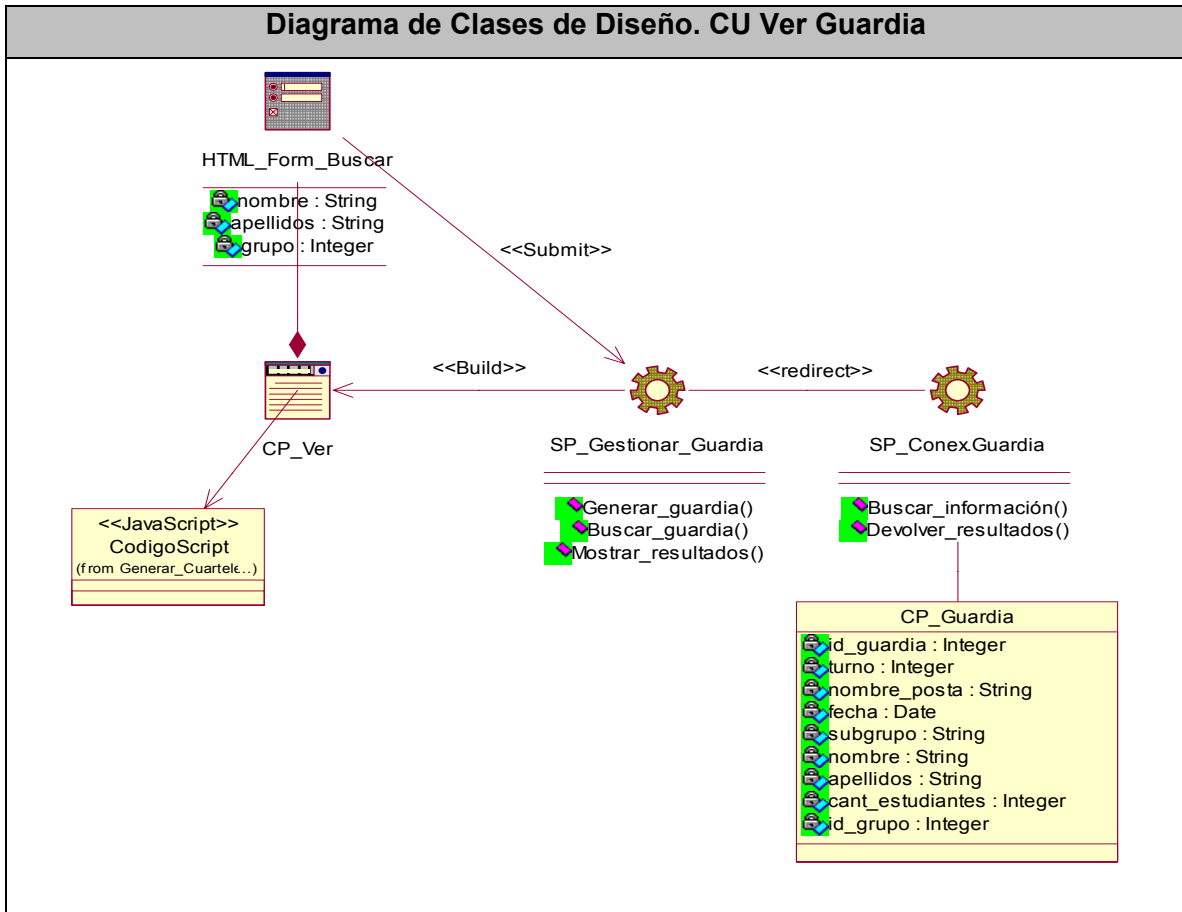 Diagrama de Clases de Diseño. CU Ver Guardia
HTML_Form_Buscar
nombre : String
apellidos : String
grupo : Integer
<<Submit>>
<<Build>>
<<redirect>>
CP_Ver
SP_Gestionar_Guardia
SP_Conex.Guardia
Generar_guardia()
Buscar_guardia()
Mostrar_resultados()
Buscar_información()
Devolver_resultados()
<<JavaScript>>
CodigoScript
(from Generar_Cuartele...)
CP_Guardia
id_guardia : Integer
turno : Integer
nombre_posta : String
fecha : Date
subgrupo : String
nombre : String
apellidos : String
cant_estudiantes : Integer
id_grupo : Integer